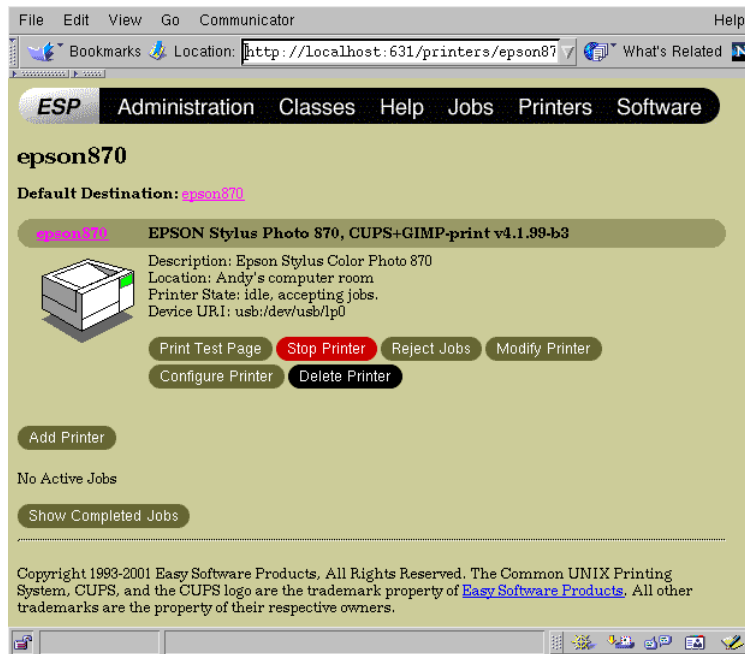 File Edit View Go Communicator Help
Bookmarks Location: http://localhost:631/printers/epson87 What's Related N
ESP Administration Classes Help Jobs Printers Software
epson870
Default Destination: epson870
epson870 EPSON Stylus Photo 870, CUPS+GIMP-print v4.1.99-b3
Description: Epson Stylus Color Photo 870
Location: Andy's computer room
Printer State: idle, accepting jobs.
Device URI: usb:/dev/usb/lp0
Print Test Page Stop Printer Reject Jobs Modify Printer
Configure Printer Delete Printer
Add Printer
No Active Jobs
Show Completed Jobs
Copyright 1993-2001 Easy Software Products, All Rights Reserved. The Common UNIX Printing
System, CUPS, and the CUPS logo are the trademark property of Easy Software Products. All other
trademarks are the property of their respective owners.